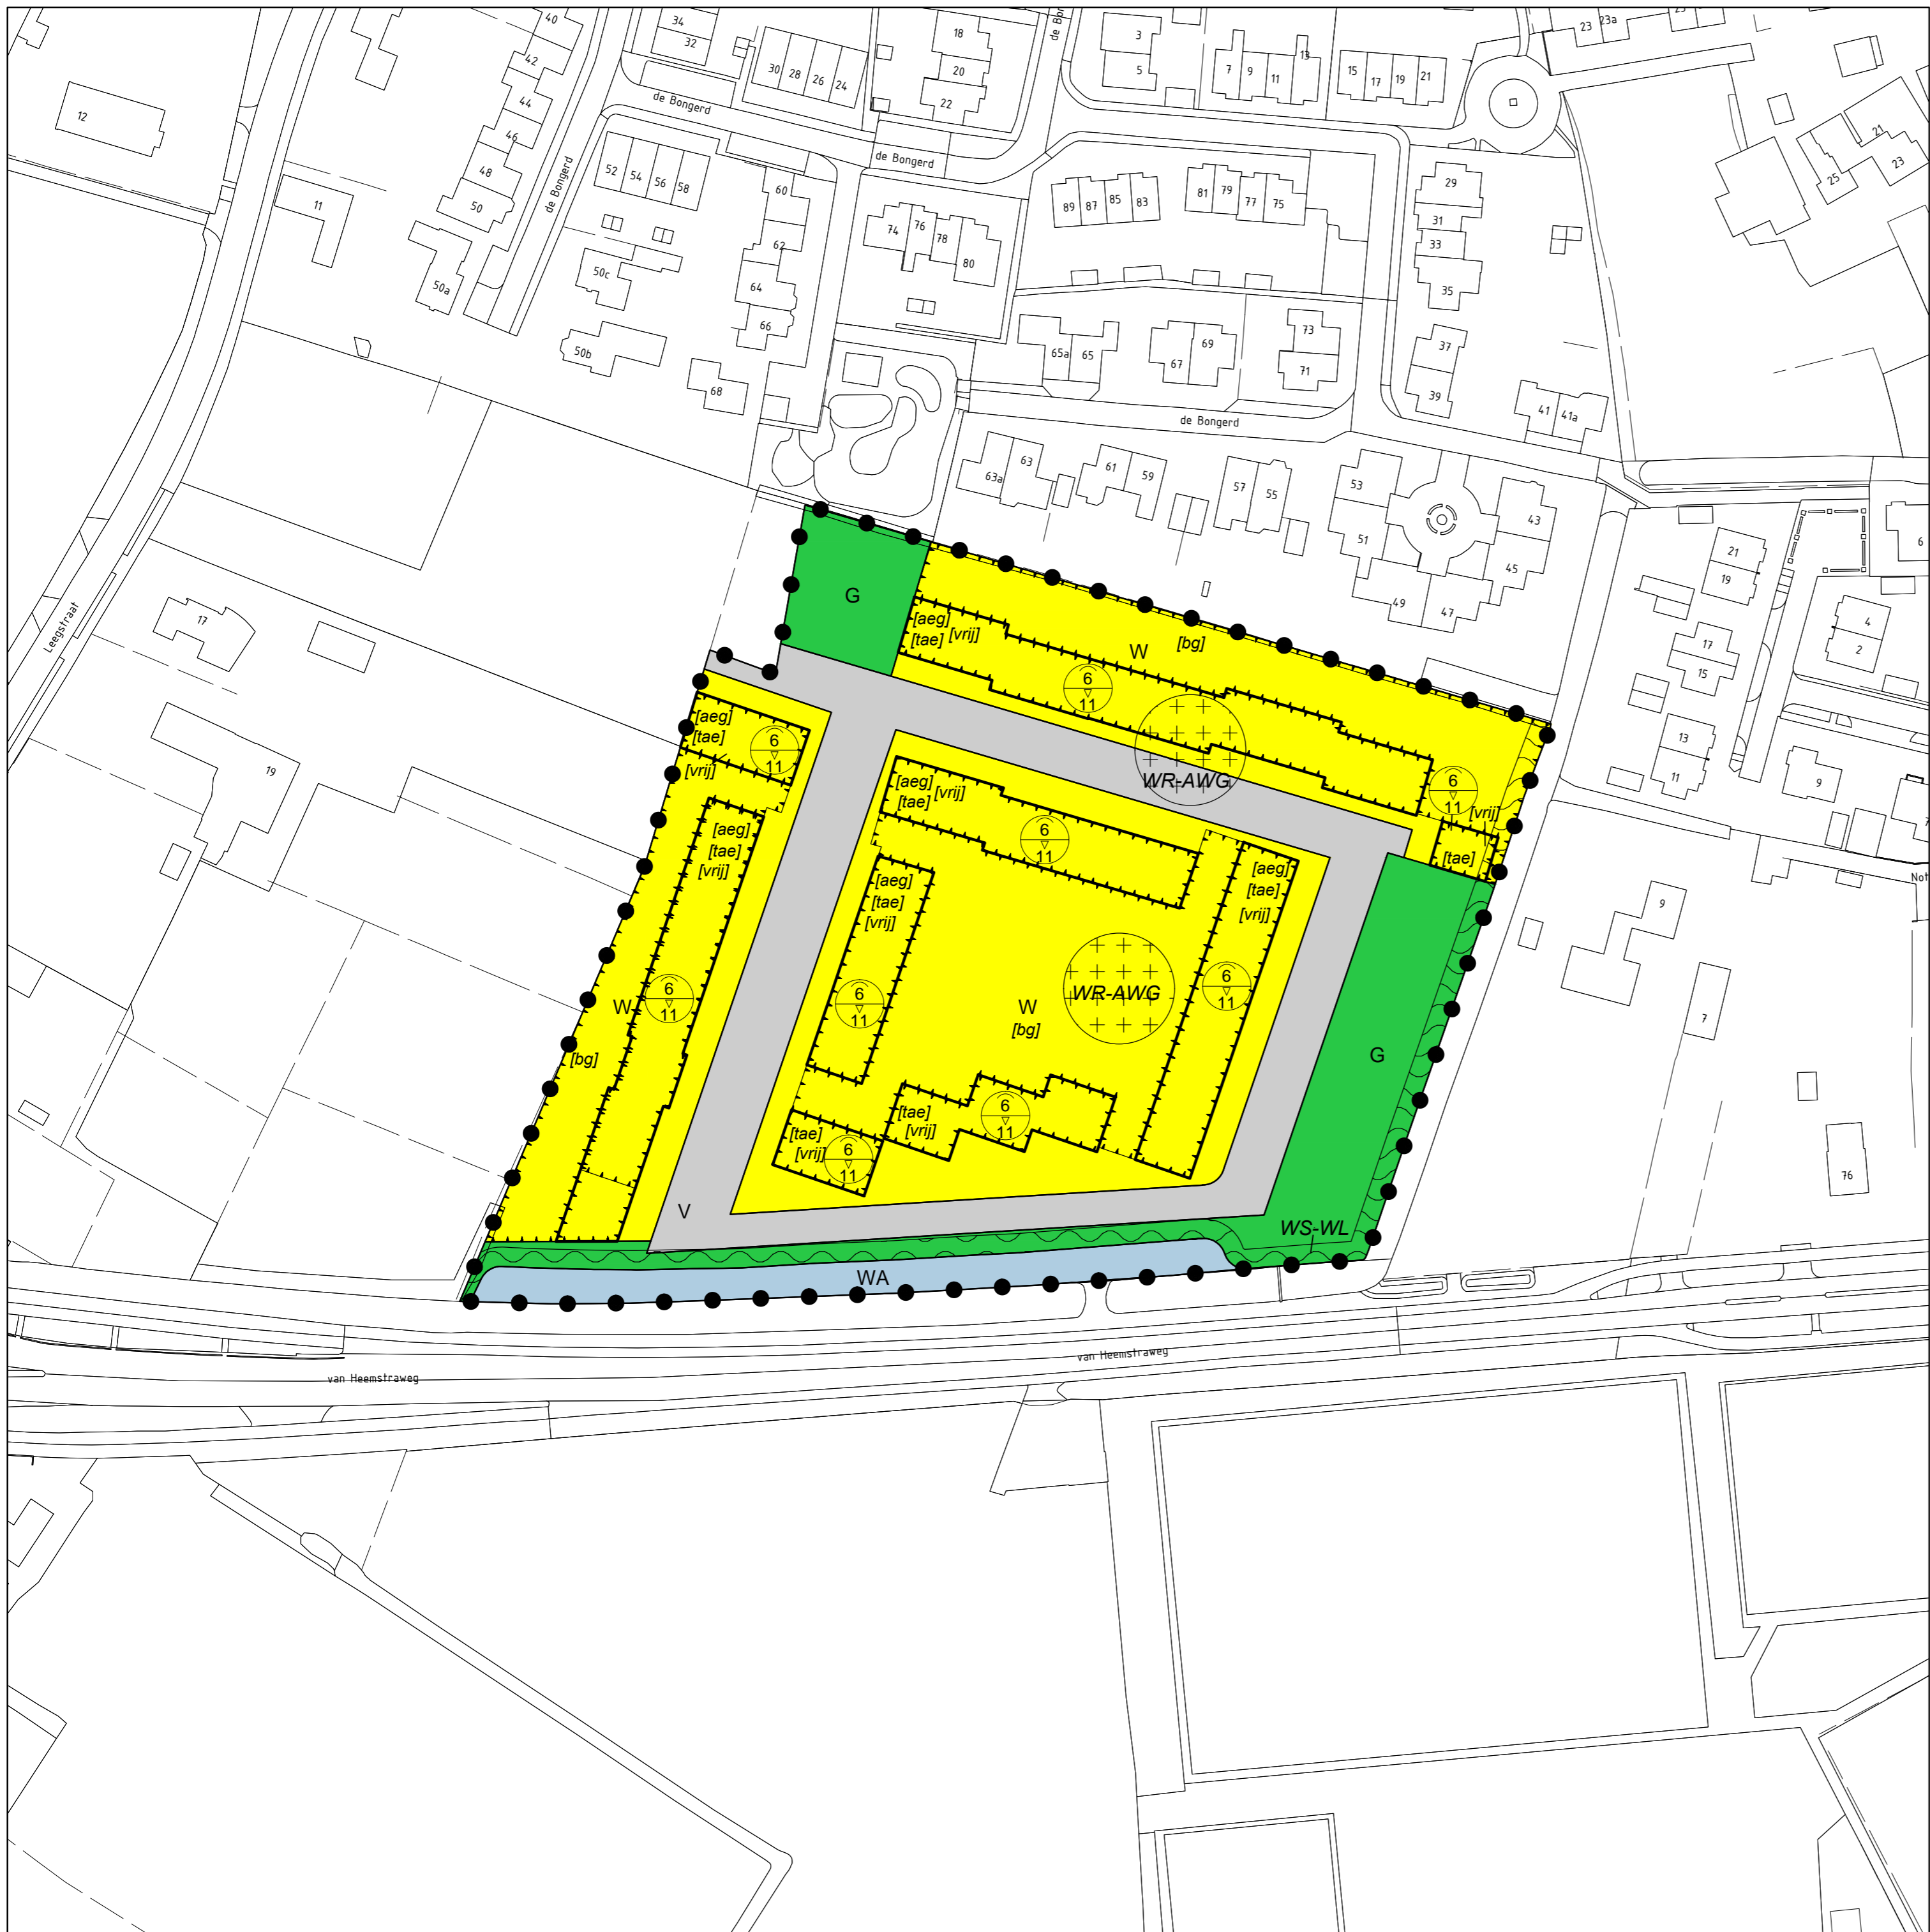 40
34
32
42
44
46
48
50
12
11
30
28
26
24
18
20
22
de Bongerd
de Bongerd
de Bongerd
3
5
7
9
11
13
15
17
19
21
23
23a
21
23
25
52
54
56
58
60
62
64
66
68
50a
50c
50b
74
76
78
80
89
87
85
83
81
79
77
75
29
31
33
35
37
39
41
41a
65a
65
67
69
73
71
de Bongerd
63a
63
61
59
57
55
53
51
49
47
45
43
21
19
17
15
13
11
6
4
2
9
9
7
76
Leegstraat
17
19
G
[aeg]
[tae]
[vrij]
W
[bg]
6
11
WR-AWG
6
11
[vrij]
[tae]
[aeg]
[tae]
[vrij]
6
11
[aeg]
[tae]
[vrij]
6
11
W
[bg]
[aeg]
[tae]
[vrij]
6
11
[aeg]
[tae]
[vrij]
6
11
[aeg]
[tae]
[vrij]
6
11
WR-AWG
W
[bg]
[tae]
[vrij]
6
11
[tae]
[vrij]
6
11
G
V
WS-WL
WA
van Heemstraweg
van Heemstraweg